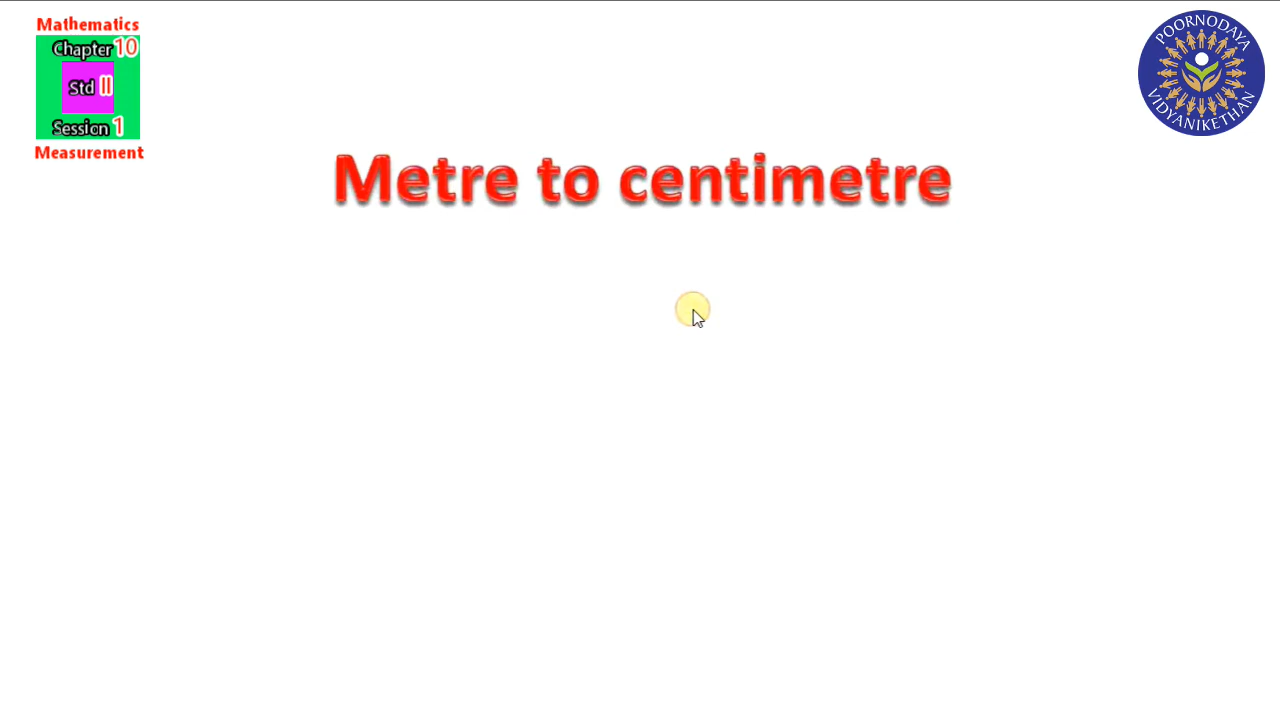 Mathematics
Chapter 10
Std II
Session 1
Measurement
POORNODAYA
VIDYANIKETHAN
Metre to centimetre